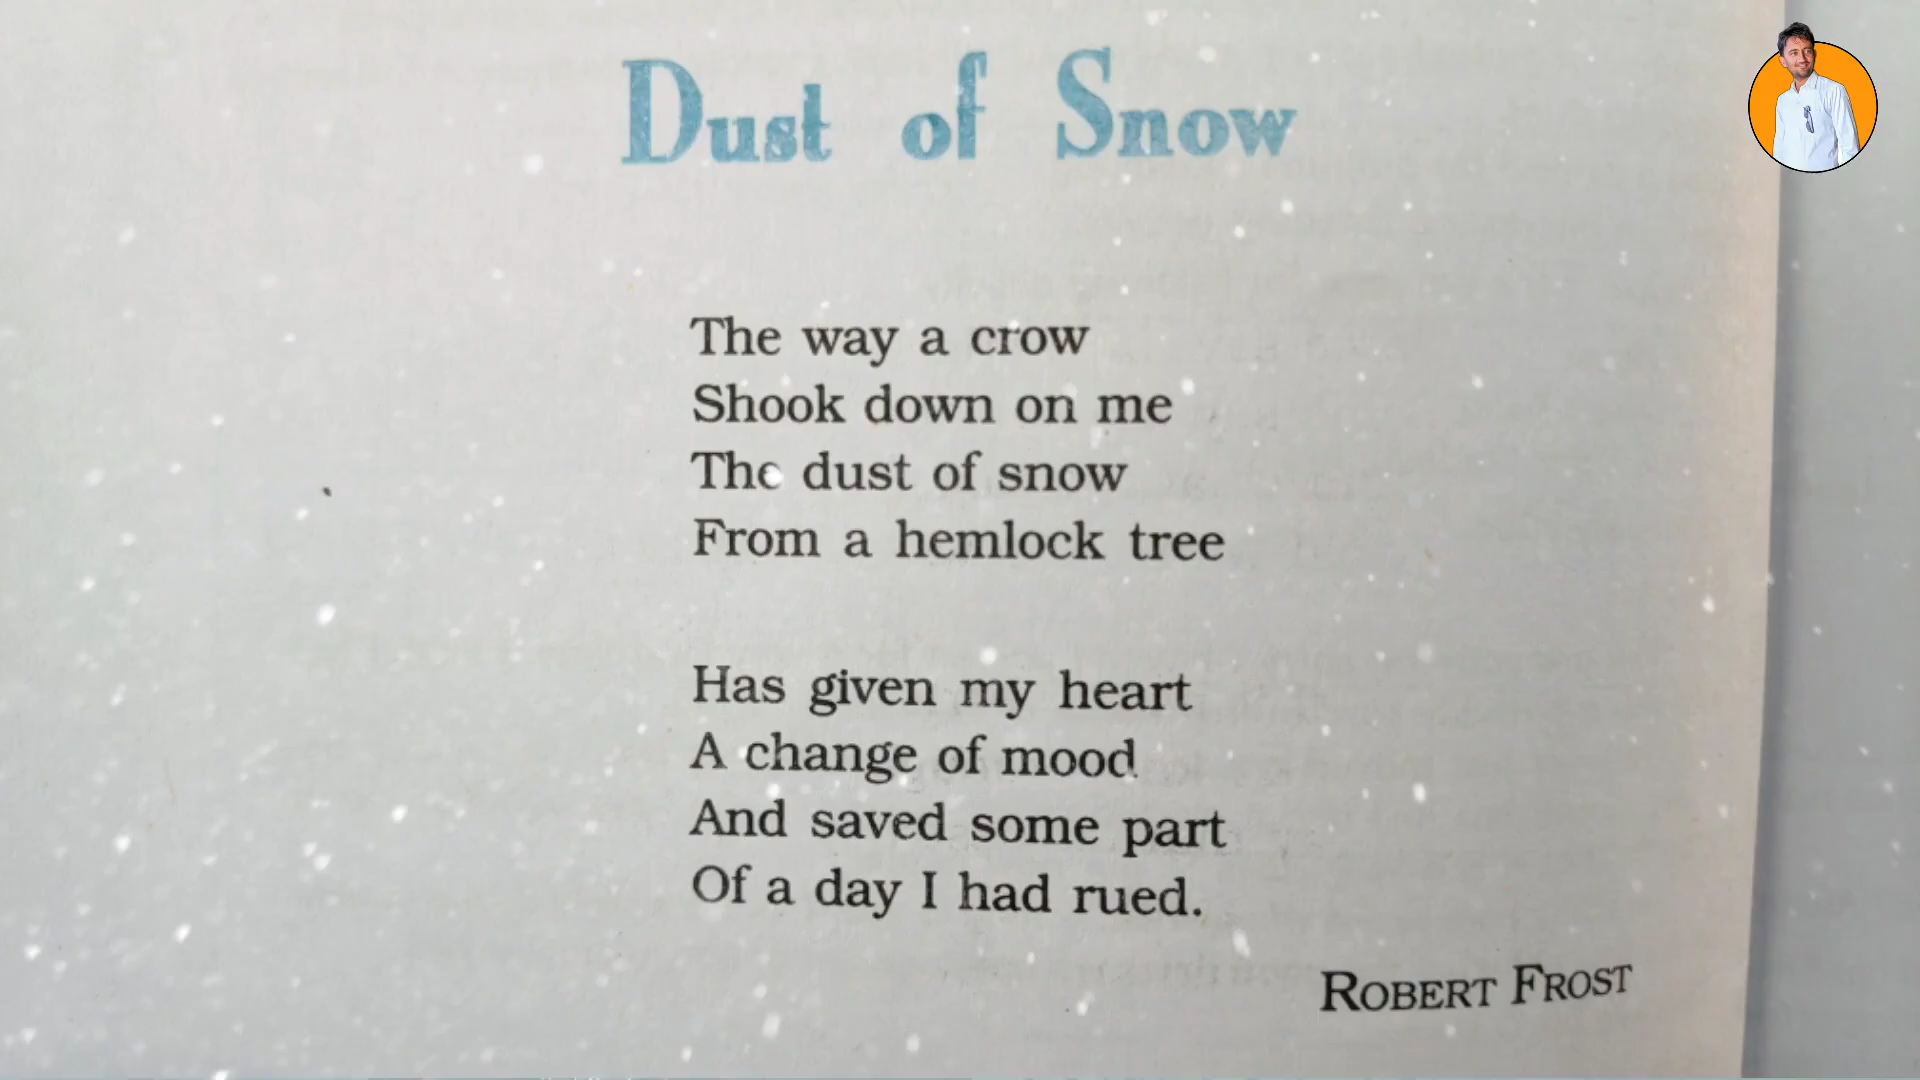 Dust of Snow
The way a crow
Shook down on me
The dust of snow
From a hemlock tree
Has given my heart
A change of mood
And saved some part
Of a day I had rued.
ROBERT FROST